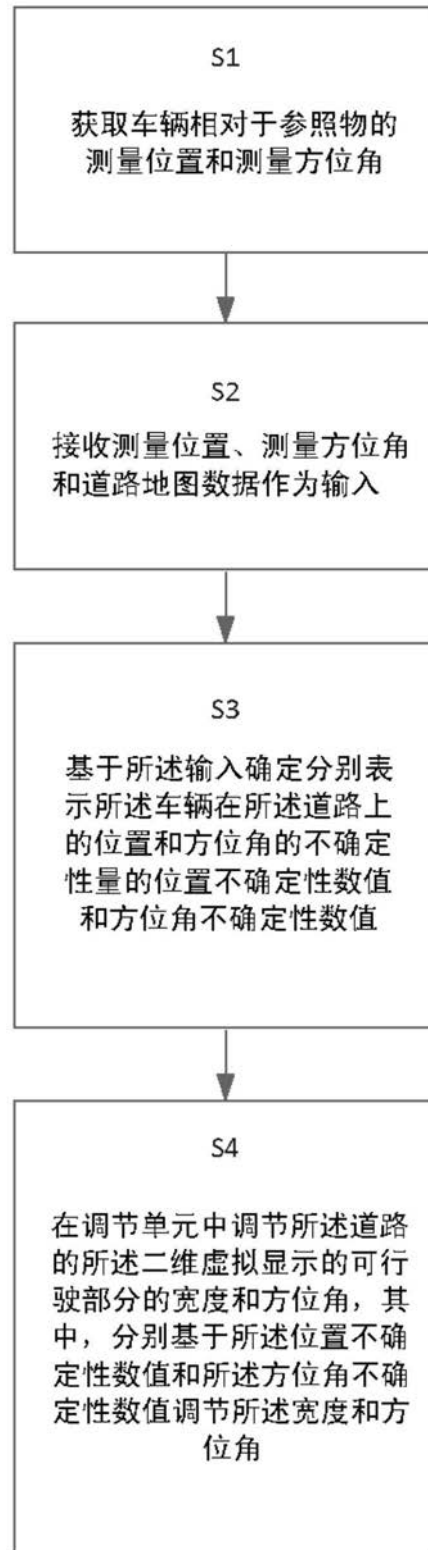 S1
获取车辆相对于参照物的
测量位置和测量方位角
S2
接收测量位置、测量方位角
和道路地图数据作为输入
S3
基于所述输入确定分别表
示所述车辆在所述道路上
的位置和方位角的不确定
性量的位置不确定性数值
和方位角不确定性数值
S4
在调节单元中调节所述道路
的所述二维虚拟显示的可行
驶部分的宽度和方位角，其
中，分别基于所述位置不确
定性数值和所述方位角不确
定性数值调节所述宽度和方
位角